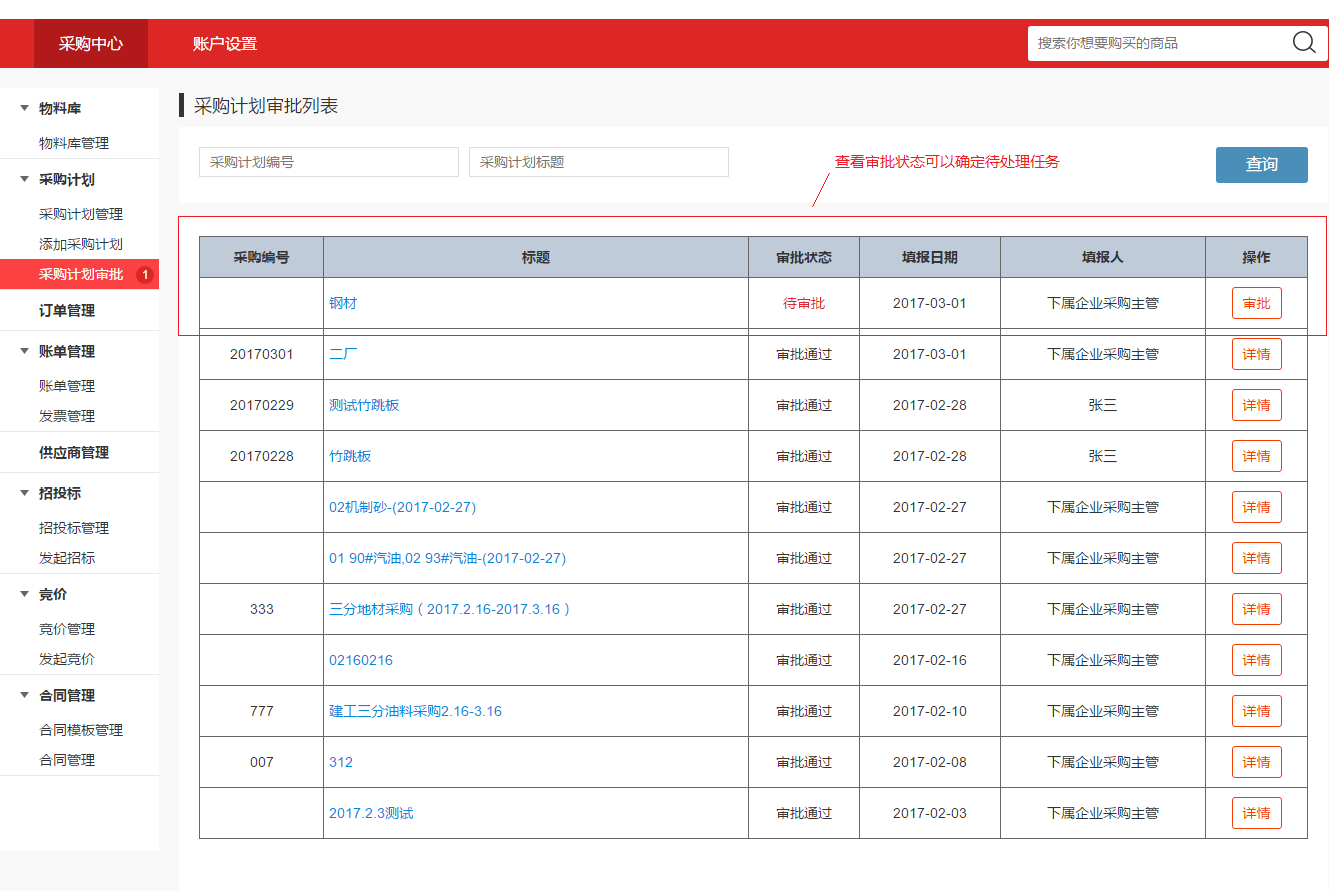 采购中心 账户设置 搜索你想要购买的商品
物料库
物料库管理
采购计划
采购计划管理
添加采购计划
采购计划审批 1
订单管理
账单管理
账单管理
发票管理
供应商管理
招投标
招投标管理
发起招标
竞价
竞价管理
发起竞价
合同管理
合同模板管理
合同管理
采购计划审批列表
采购计划编号 采购计划标题 查询
查看审批状态可以确定待处理任务
采购编号 标题 审批状态 填报日期 填报人 操作
钢材 待审批 2017-03-01 下属企业采购主管 审批
20170301 二厂 审批通过 2017-03-01 下属企业采购主管 详情
20170229 测试竹跳板 审批通过 2017-02-28 张三 详情
20170228 竹跳板 审批通过 2017-02-28 张三 详情
02机制砂-(2017-02-27) 审批通过 2017-02-27 下属企业采购主管 详情
01 90#汽油,02 93#汽油-(2017-02-27) 审批通过 2017-02-27 下属企业采购主管 详情
333 三分地材采购（2017.2.16-2017.3.16） 审批通过 2017-02-27 下属企业采购主管 详情
02160216 审批通过 2017-02-16 下属企业采购主管 详情
777 建工三分油料采购2.16-3.16 审批通过 2017-02-10 下属企业采购主管 详情
007 312 审批通过 2017-02-08 下属企业采购主管 详情
2017.2.3测试 审批通过 2017-02-03 下属企业采购主管 详情